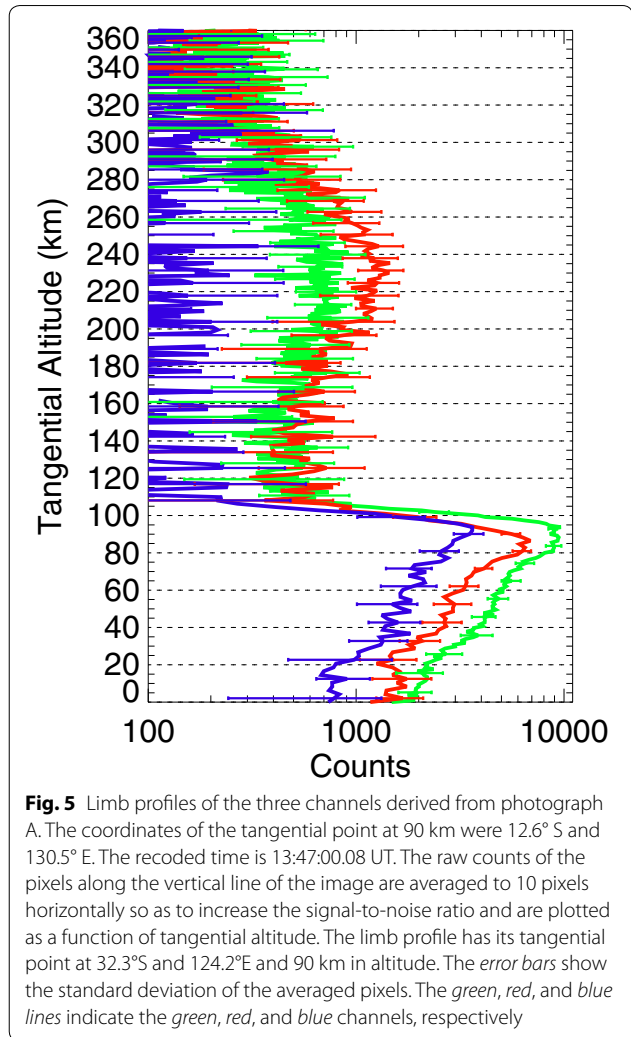 360
340
320
300
280
260
240
220
200
180
160
140
120
100
80
60
40
20
0
Tangential Altitude (km)
100 1000 10000
Counts
Fig. 5 Limb profiles of the three channels derived from photograph
A. The coordinates of the tangential point at 90 km were 12.6° S and
130.5° E. The recoded time is 13:47:00.08 UT. The raw counts of the
pixels along the vertical line of the image are averaged to 10 pixels
horizontally so as to increase the signal-to-noise ratio and are plotted
as a function of tangential altitude. The limb profile has its tangential
point at 32.3°S and 124.2°E and 90 km in altitude. The error bars show
the standard deviation of the averaged pixels. The green, red, and blue
lines indicate the green, red, and blue channels, respectively